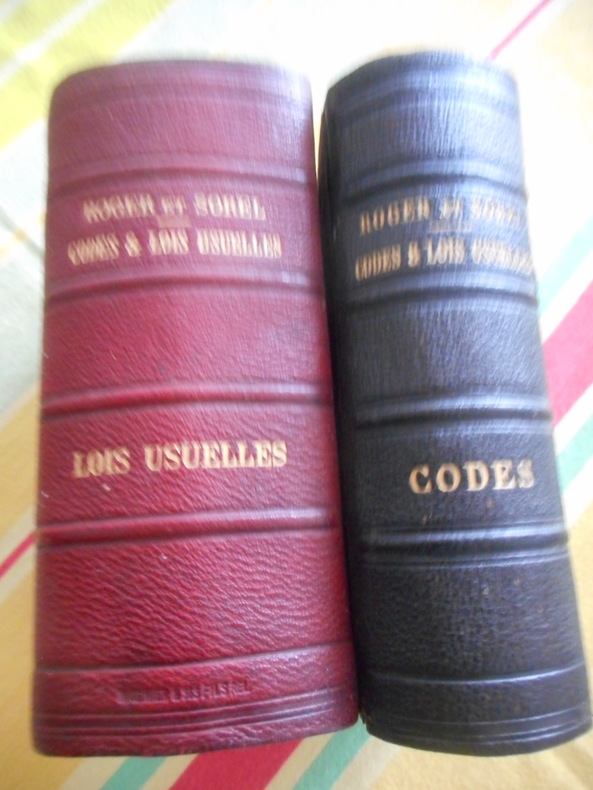 ROGER ET SOREL
CODES & LOIS USUELLES
LOIS USUELLES
ROGER ET SOREL
CODES & LOIS USUELLES
CODES